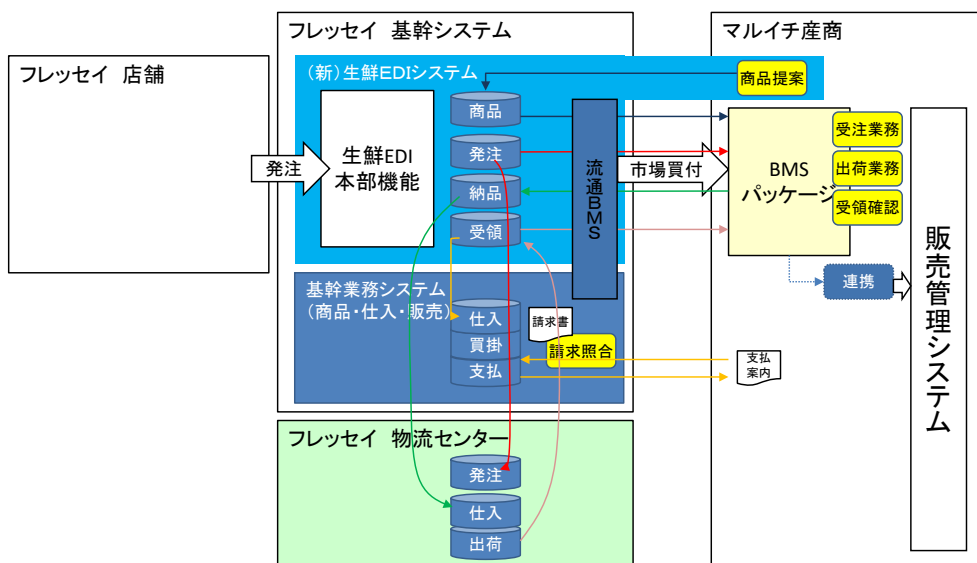 フレッセイ 店舗
発注
フレッセイ 基幹システム
(新)生鮮EDIシステム
生鮮EDI
本部機能
商品
発注
納品
受領
流通BMS
基幹業務システム
(商品・仕入・販売)
仕入
買掛
支払
請求書
請求照合
フレッセイ 物流センター
発注
仕入
出荷
市場買付
マルイチ産商
商品提案
BMS
パッケージ
受注業務
出荷業務
受領確認
連携
支払
案内
販売管理システム